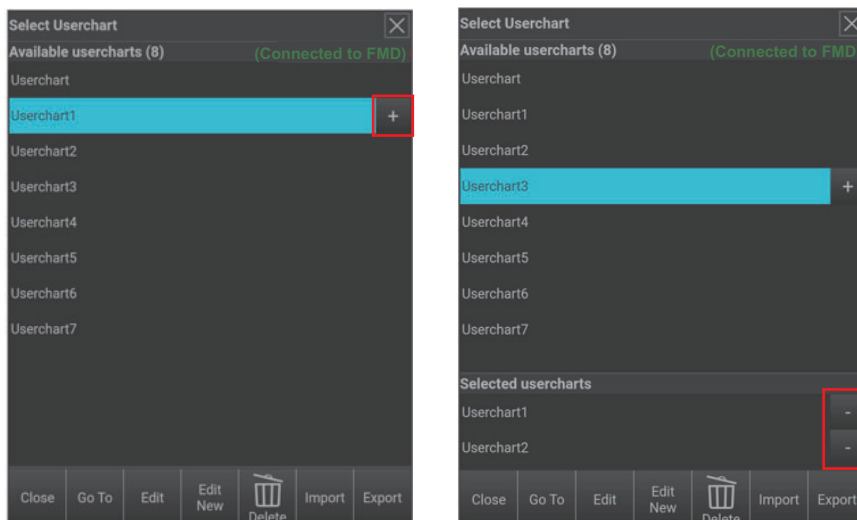 Select Usercharts
Available usercharts (8) (Connected to FMD)
Userchart
Userchart1
+
Userchart2
Userchart3
Userchart4
Userchart5
Userchart6
Userchart7
Close
Go To
Edit
Edit
New
Delete
Import
Export
Select Userchart
Available usercharts (8) (Connected to FMD
Userchart
Userchart1
Userchart2
Userchart3
+
Userchart4
Userchart5
Userchart6
Userchart7
Selected usercharts
Userchart1
-
Userchart2
-
Close
Go To
Edit
Edit
New
Delete
Import
Export